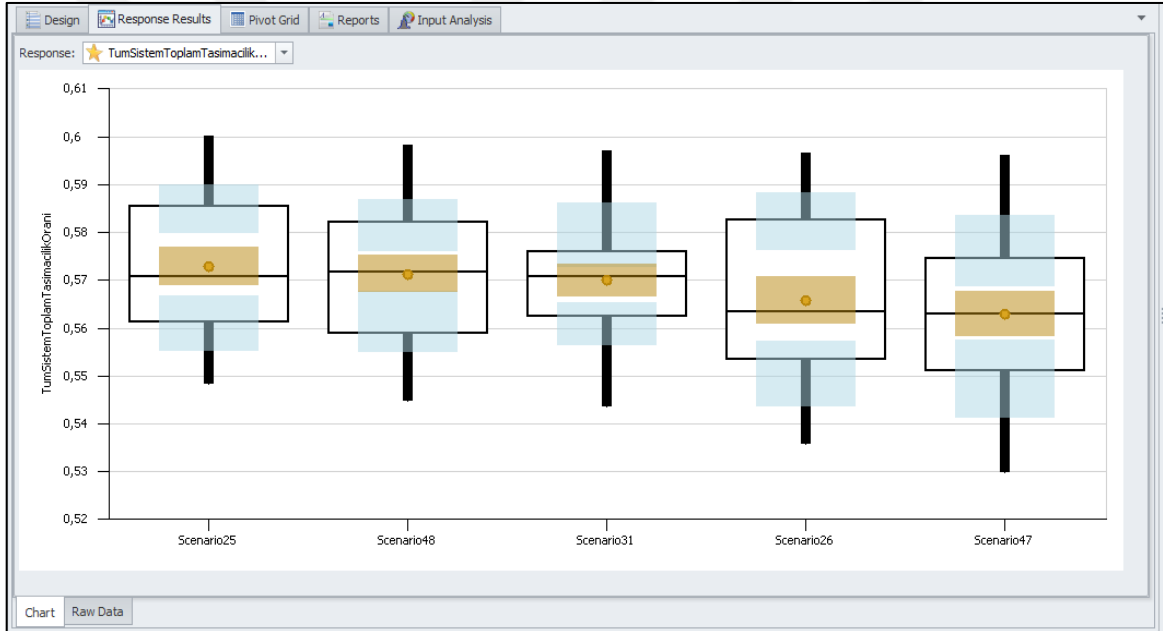 Design Response Results Pivot Grid Reports Input Analysis
Response: TumSistemToplamTasimacilik...
TumSistemToplamTasimacilikOrani
0,61
0,6
0,59
0,58
0,57
0,56
0,55
0,54
0,53
0,52
Scenario25 Scenario48 Scenario31 Scenario26 Scenario47
Chart Raw Data